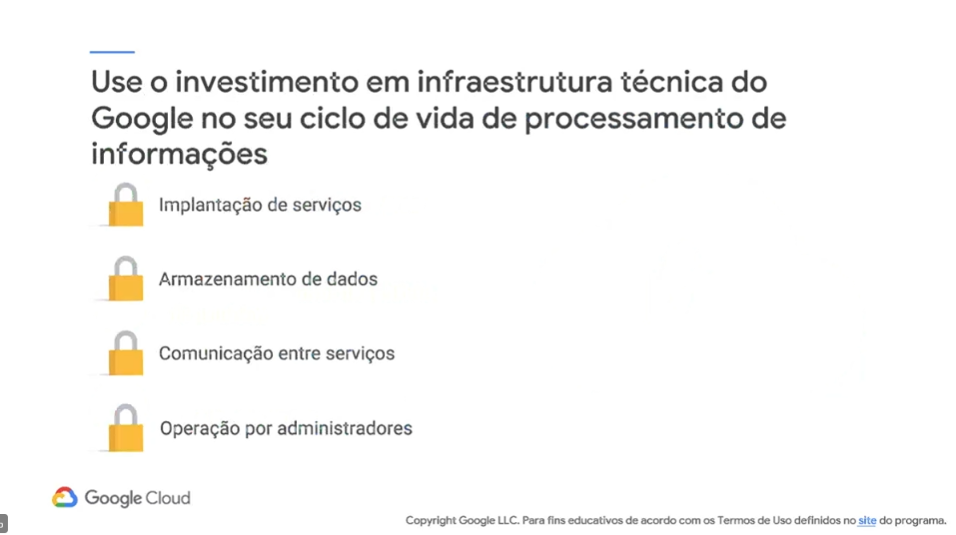 Use o investimento em infraestrutura técnica do
Google no seu ciclo de vida de processamento de
informações
Implantação de serviços
Armazenamento de dados
Comunicação entre serviços
Operação por administradores
Google Cloud
Copyright Google LLC. Para fins educativos de acordo com os Termos de Uso definidos no site do programa.